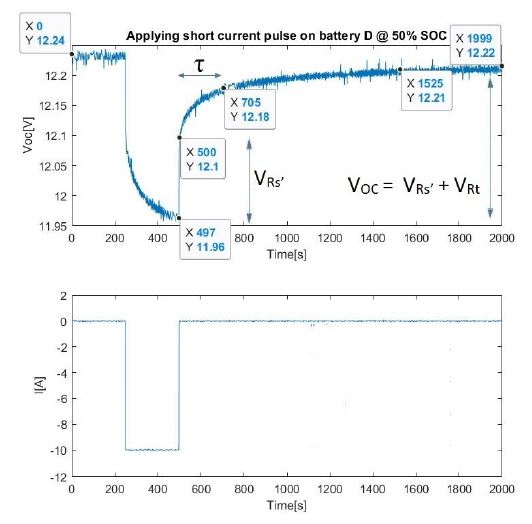 Applying short current pulse on battery D @ 50% SOC
X 0
Y 12.24
X 1999
Y 12.22
τ
X 705
Y 12.18
X 1525
Y 12.21
X 500
Y 12.1
VRs'
VOC = VRs' + VRt
X 497
Y 11.96
12.2
12.15
12.1
12.05
12
11.95
Voc[V]
0 200 400 600 800 1000 1200 1400 1600 1800 2000
Time[s]
2
0
-2
-4
-6
-8
-10
-12
I[A]
0 200 400 600 800 1000 1200 1400 1600 1800 2000
Time[s]